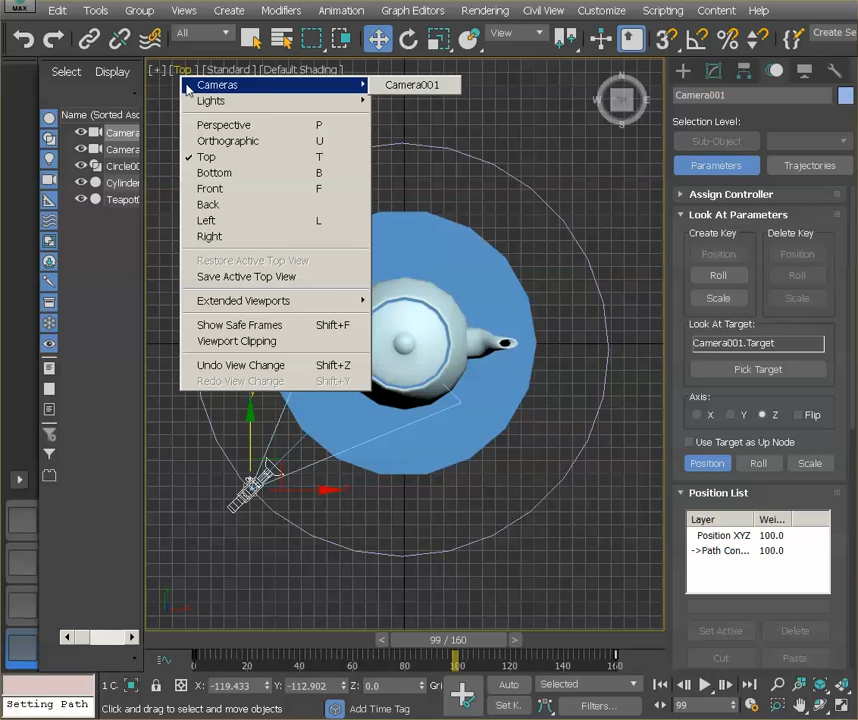 MAX Edit Tools Group Views Create Modifiers Animation Graph Editors Rendering Civil View Customize Scripting Content Help
All View Create Se
Select Display
[+] [Top ] [Standard ] [Default Shading ]
Cameras Camera001
Lights
Perspective P
Orthographic U
Top T
Bottom B
Front F
Back
Left L
Right
Restore Active Top View
Save Active Top View
Extended Viewports
Show Safe Frames Shift+F
Viewport Clipping
Undo View Change Shift+Z
Redo View Change Shift+Y
Name (Sorted Asc
Camera
Camera
Circle00
Cylinder
Teapot0
N
W E
Camera001
Selection Level:
Sub-Object
Parameters Trajectories
Assign Controller
Look At Parameters
Create Key Delete Key
Position Position
Roll Roll
Scale Scale
Look At Target:
Camera001.Target
Pick Target
Axis:
X Y Z Flip
Use Target as Up Node
Position Roll Scale
Position List
Layer Wei...
Position XYZ 100.0
->Path Con... 100.0
Set Active Delete
Cut Paste
< 99 / 160 >
0 20 40 60 80 100 120 140 160
1 C X: -119.433 Y: -112.902 Z: 0.0 Gri Auto Selected
Setting Path Click and drag to select and move objects Add Time Tag Set K. Filters... 99